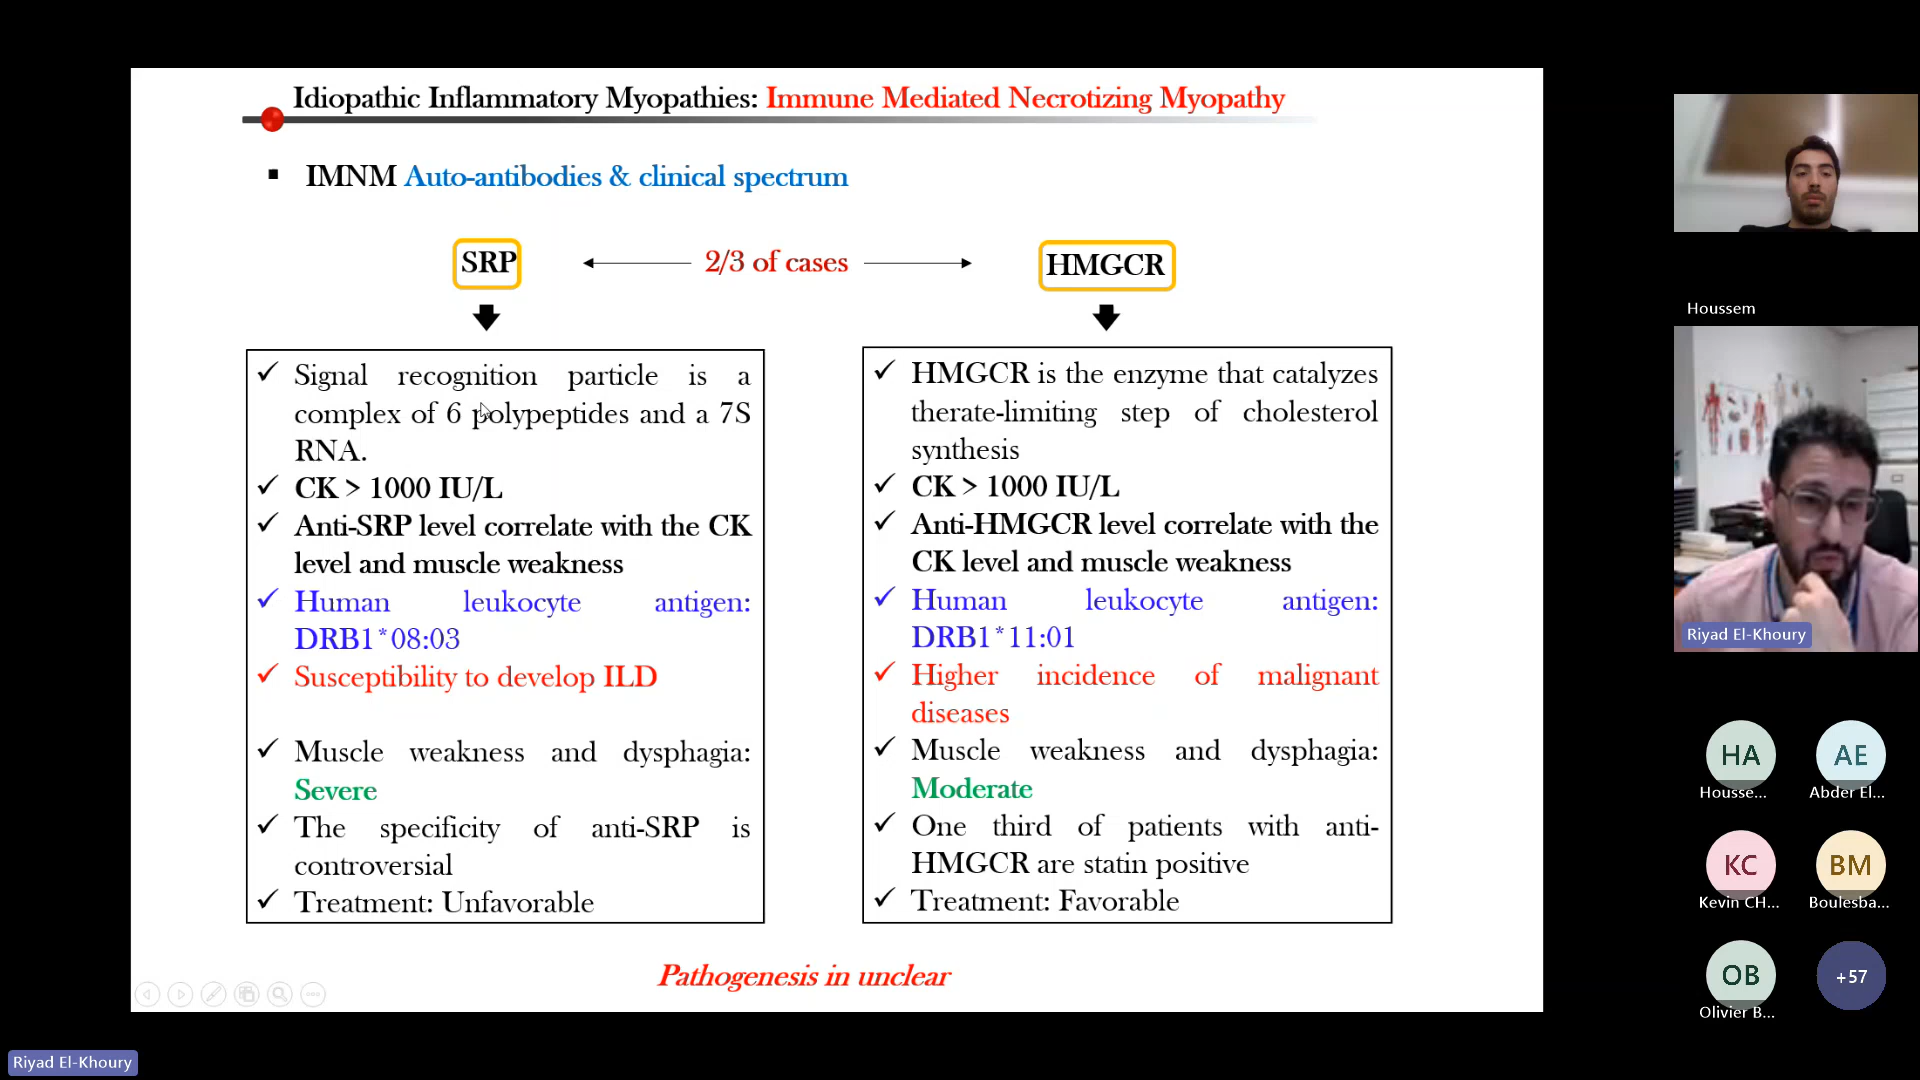 Idiopathic Inflammatory Myopathies: Immune Mediated Necrotizing Myopathy
IMNM Auto-antibodies & clinical spectrum
SRP
2/3 of cases
HMGCR
Signal recognition particle is a
complex of 6 polypeptides and a 7S
RNA.
CK > 1000 IU/L
Anti-SRP level correlate with the CK
level and muscle weakness
Human leukocyte antigen:
DRB1*08:03
Susceptibility to develop ILD
Muscle weakness and dysphagia:
Severe
The specificity of anti-SRP is
controversial
Treatment: Unfavorable
HMGCR is the enzyme that catalyzes
therate-limiting step of cholesterol
synthesis
CK > 1000 IU/L
Anti-HMGCR level correlate with the
CK level and muscle weakness
Human leukocyte antigen:
DRB1*11:01
Higher incidence of malignant
diseases
Muscle weakness and dysphagia:
Moderate
One third of patients with anti-
HMGCR are statin positive
Treatment: Favorable
Pathogenesis in unclear
Houssem
Riyad El-Khoury
HA
Housse...
AE
Abder El...
KC
Kevin CH...
BM
Boulesba...
OB
Olivier B...
+57
Riyad El-Khoury